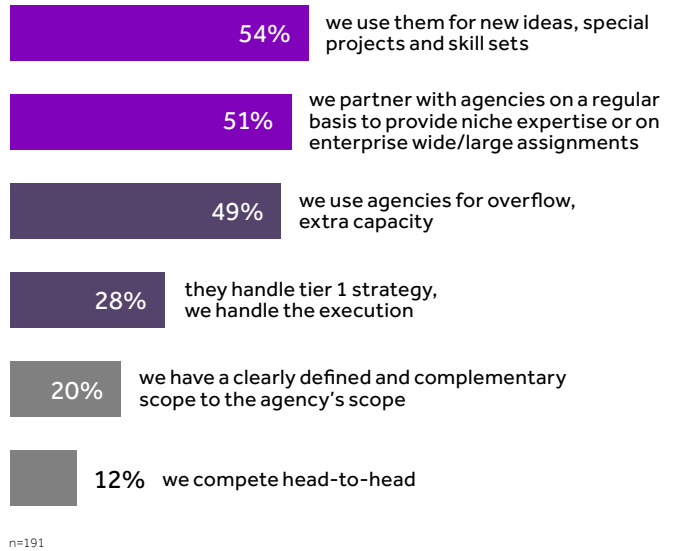 54%
we use them for new ideas, special
projects and skill sets
51%
we partner with agencies on a regular
basis to provide niche expertise or on
enterprise wide/large assignments
49%
we use agencies for overflow,
extra capacity
28%
they handle tier 1 strategy,
we handle the execution
20%
we have a clearly defined and complementary
scope to the agency's scope
12% we compete head-to-head
n=191